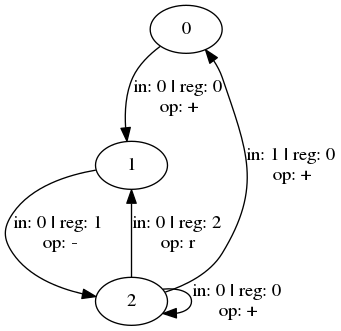 0
in: 0 | reg: 0
op: +
1
in: 1 | reg: 0
op: +
in: 0 | reg: 1
op: -
in: 0 | reg: 2
op: r
2
in: 0 | reg: 0
op: +